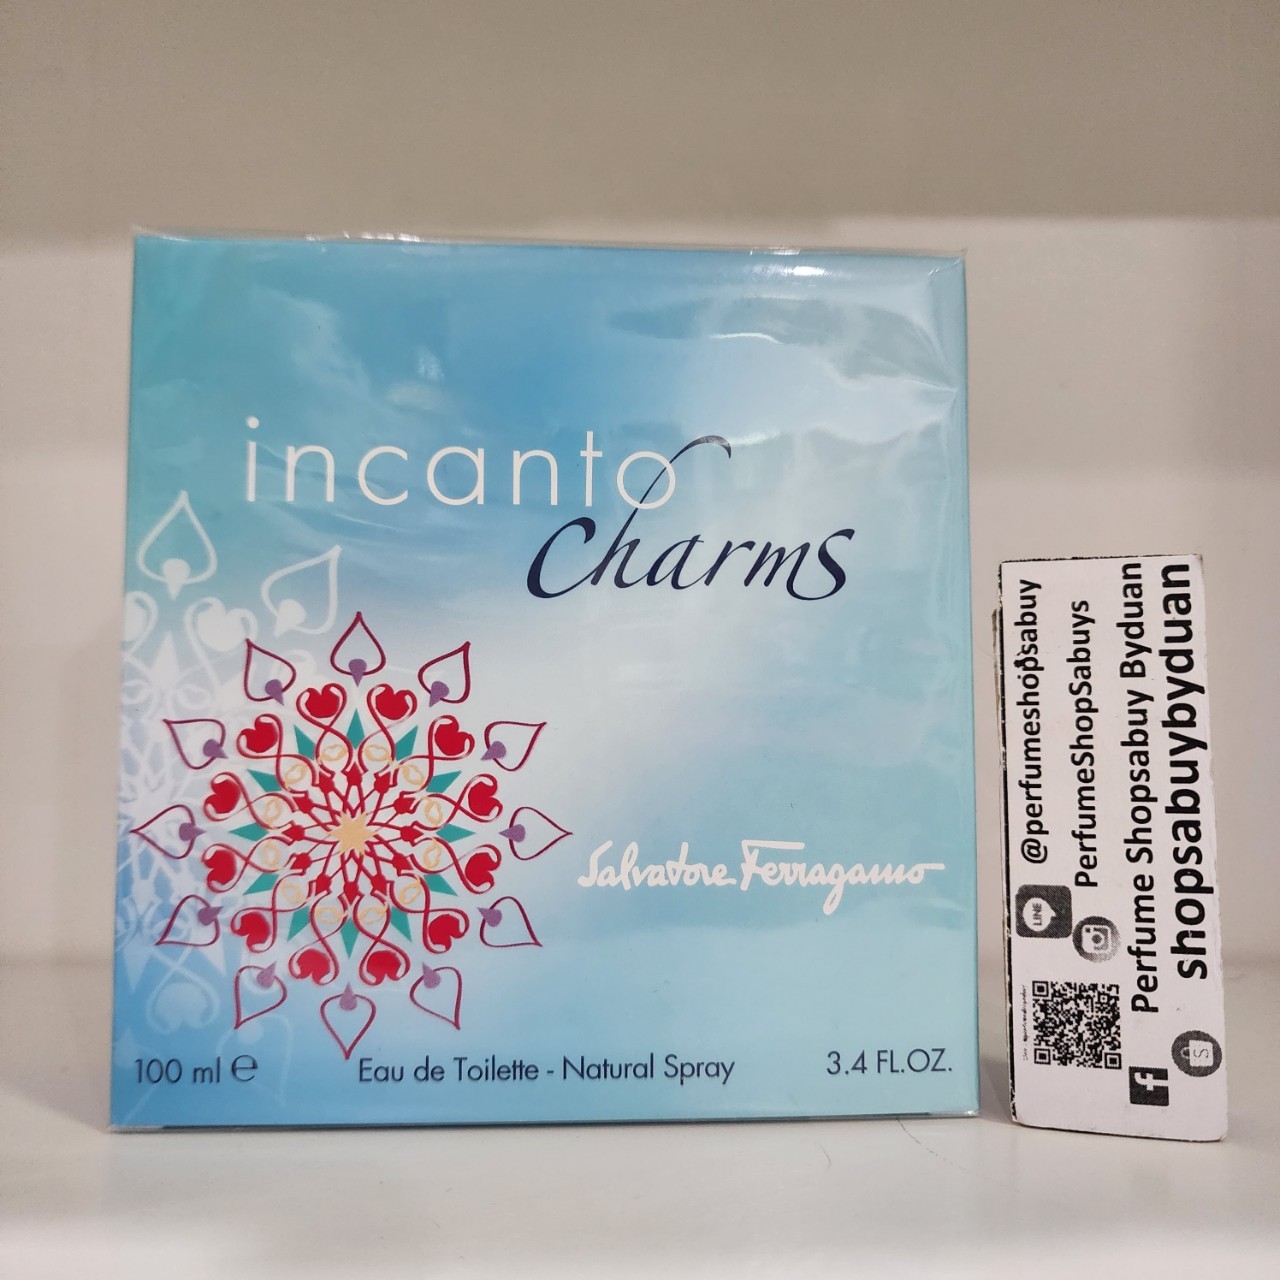 incanto
Charms
Salvatore Ferragamo
100 ml ℮
Eau de Toilette - Natural Spray
3.4 FL.OZ.
@perfumeshopsabuy
LINE
PerfumeShopSabuys
Perfume Shopsabuy Byduan
shopsabuybyduan